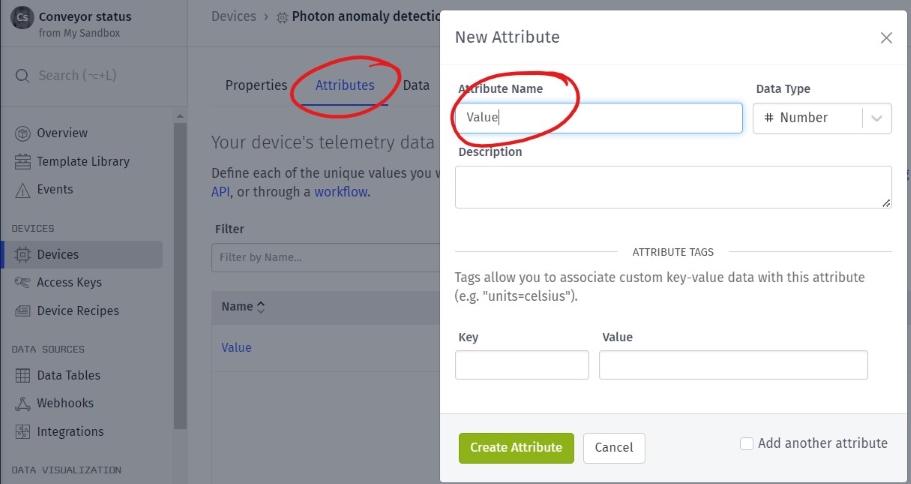 Cs
Conveyor status
from My Sandbox
Search (⌥+L)
Overview
Template Library
Events
DEVICES
Devices
Access Keys
Device Recipes
DATA SOURCES
Data Tables
Webhooks
Integrations
DATA VISUALIZATION
Devices › Photon anomaly
Properties Attributes Data
Your device's telemetry data
Define each of the unique values you
API, or through a workflow.
Filter
Filter by Name...
Name
Value
New Attribute
Attribute Name
Value
Data Type
# Number
Description
ATTRIBUTE TAGS
Tags allow you to associate custom key-value data with this attribute
(e.g. "units=celsius").
Key Value
Create Attribute Cancel Add another attribute